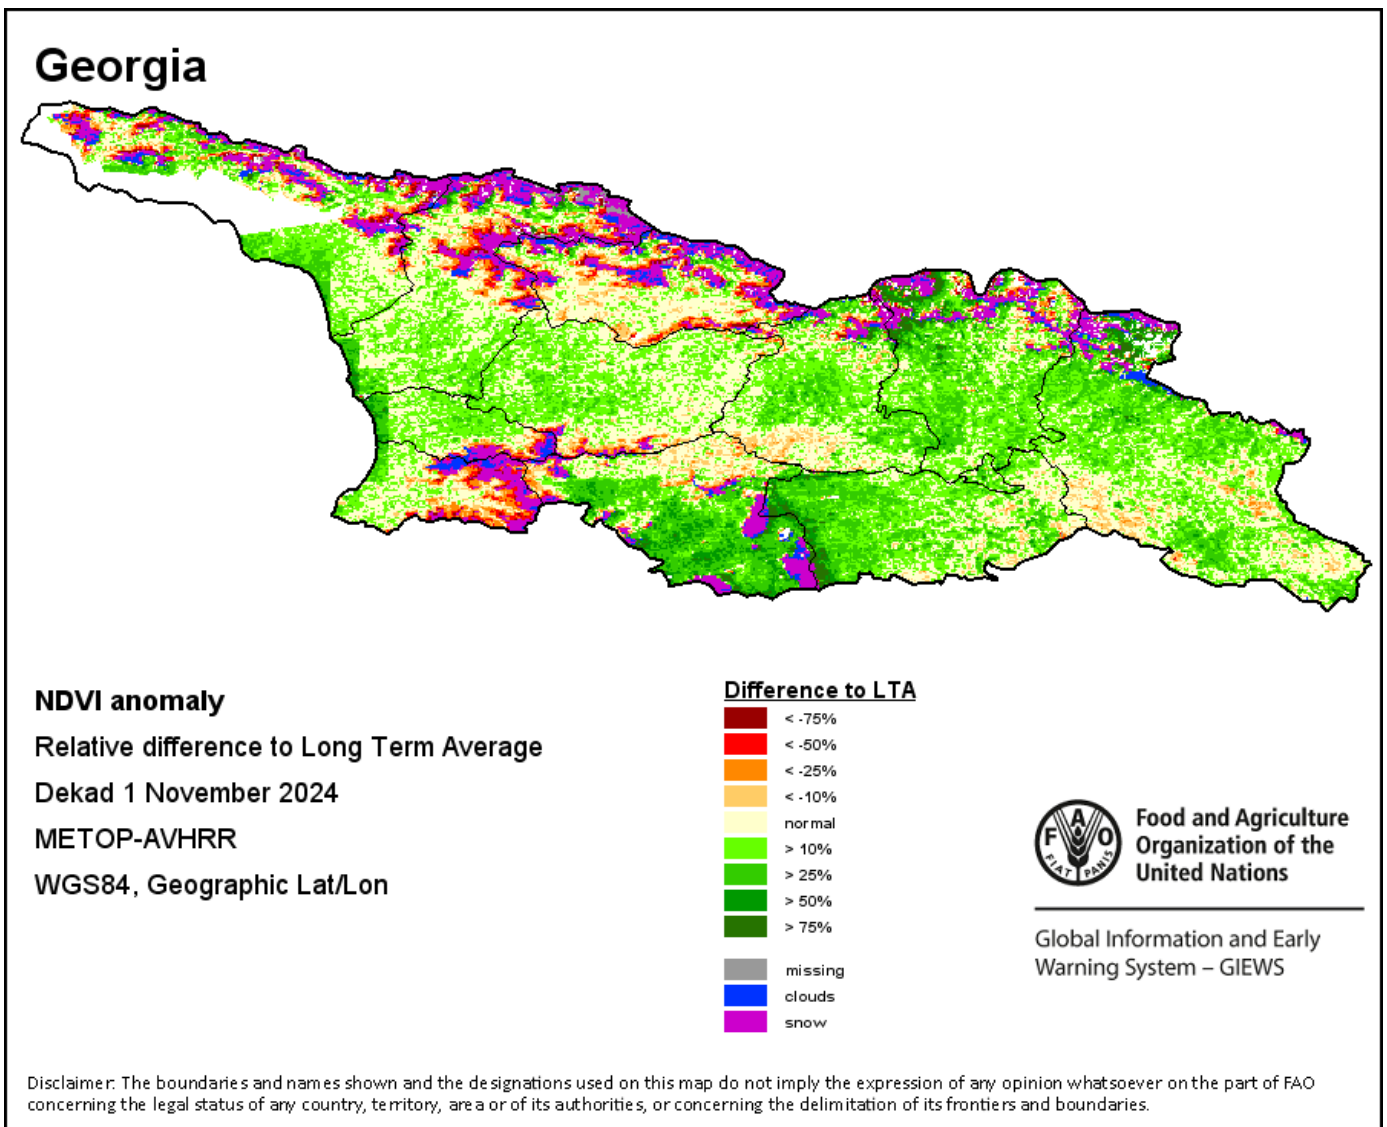 Georgia
NDVI anomaly
Relative difference to Long Term Average
Dekad 1 November 2024
METOP-AVHRR
WGS84, Geographic Lat/Lon
Difference to LTA
< -75%
< -50%
< -25%
< -10%
normal
> 10%
> 25%
> 50%
> 75%
missing
clouds
snow
F A O
FIAT PANIS
Food and Agriculture
Organization of the
United Nations
Global Information and Early
Warning System – GIEWS
Disclaimer: The boundaries and names shown and the designations used on this map do not imply the expression of any opinion whatsoever on the part of FAO
concerning the legal status of any country, territory, area or of its authorities, or concerning the delimitation of its frontiers and boundaries.